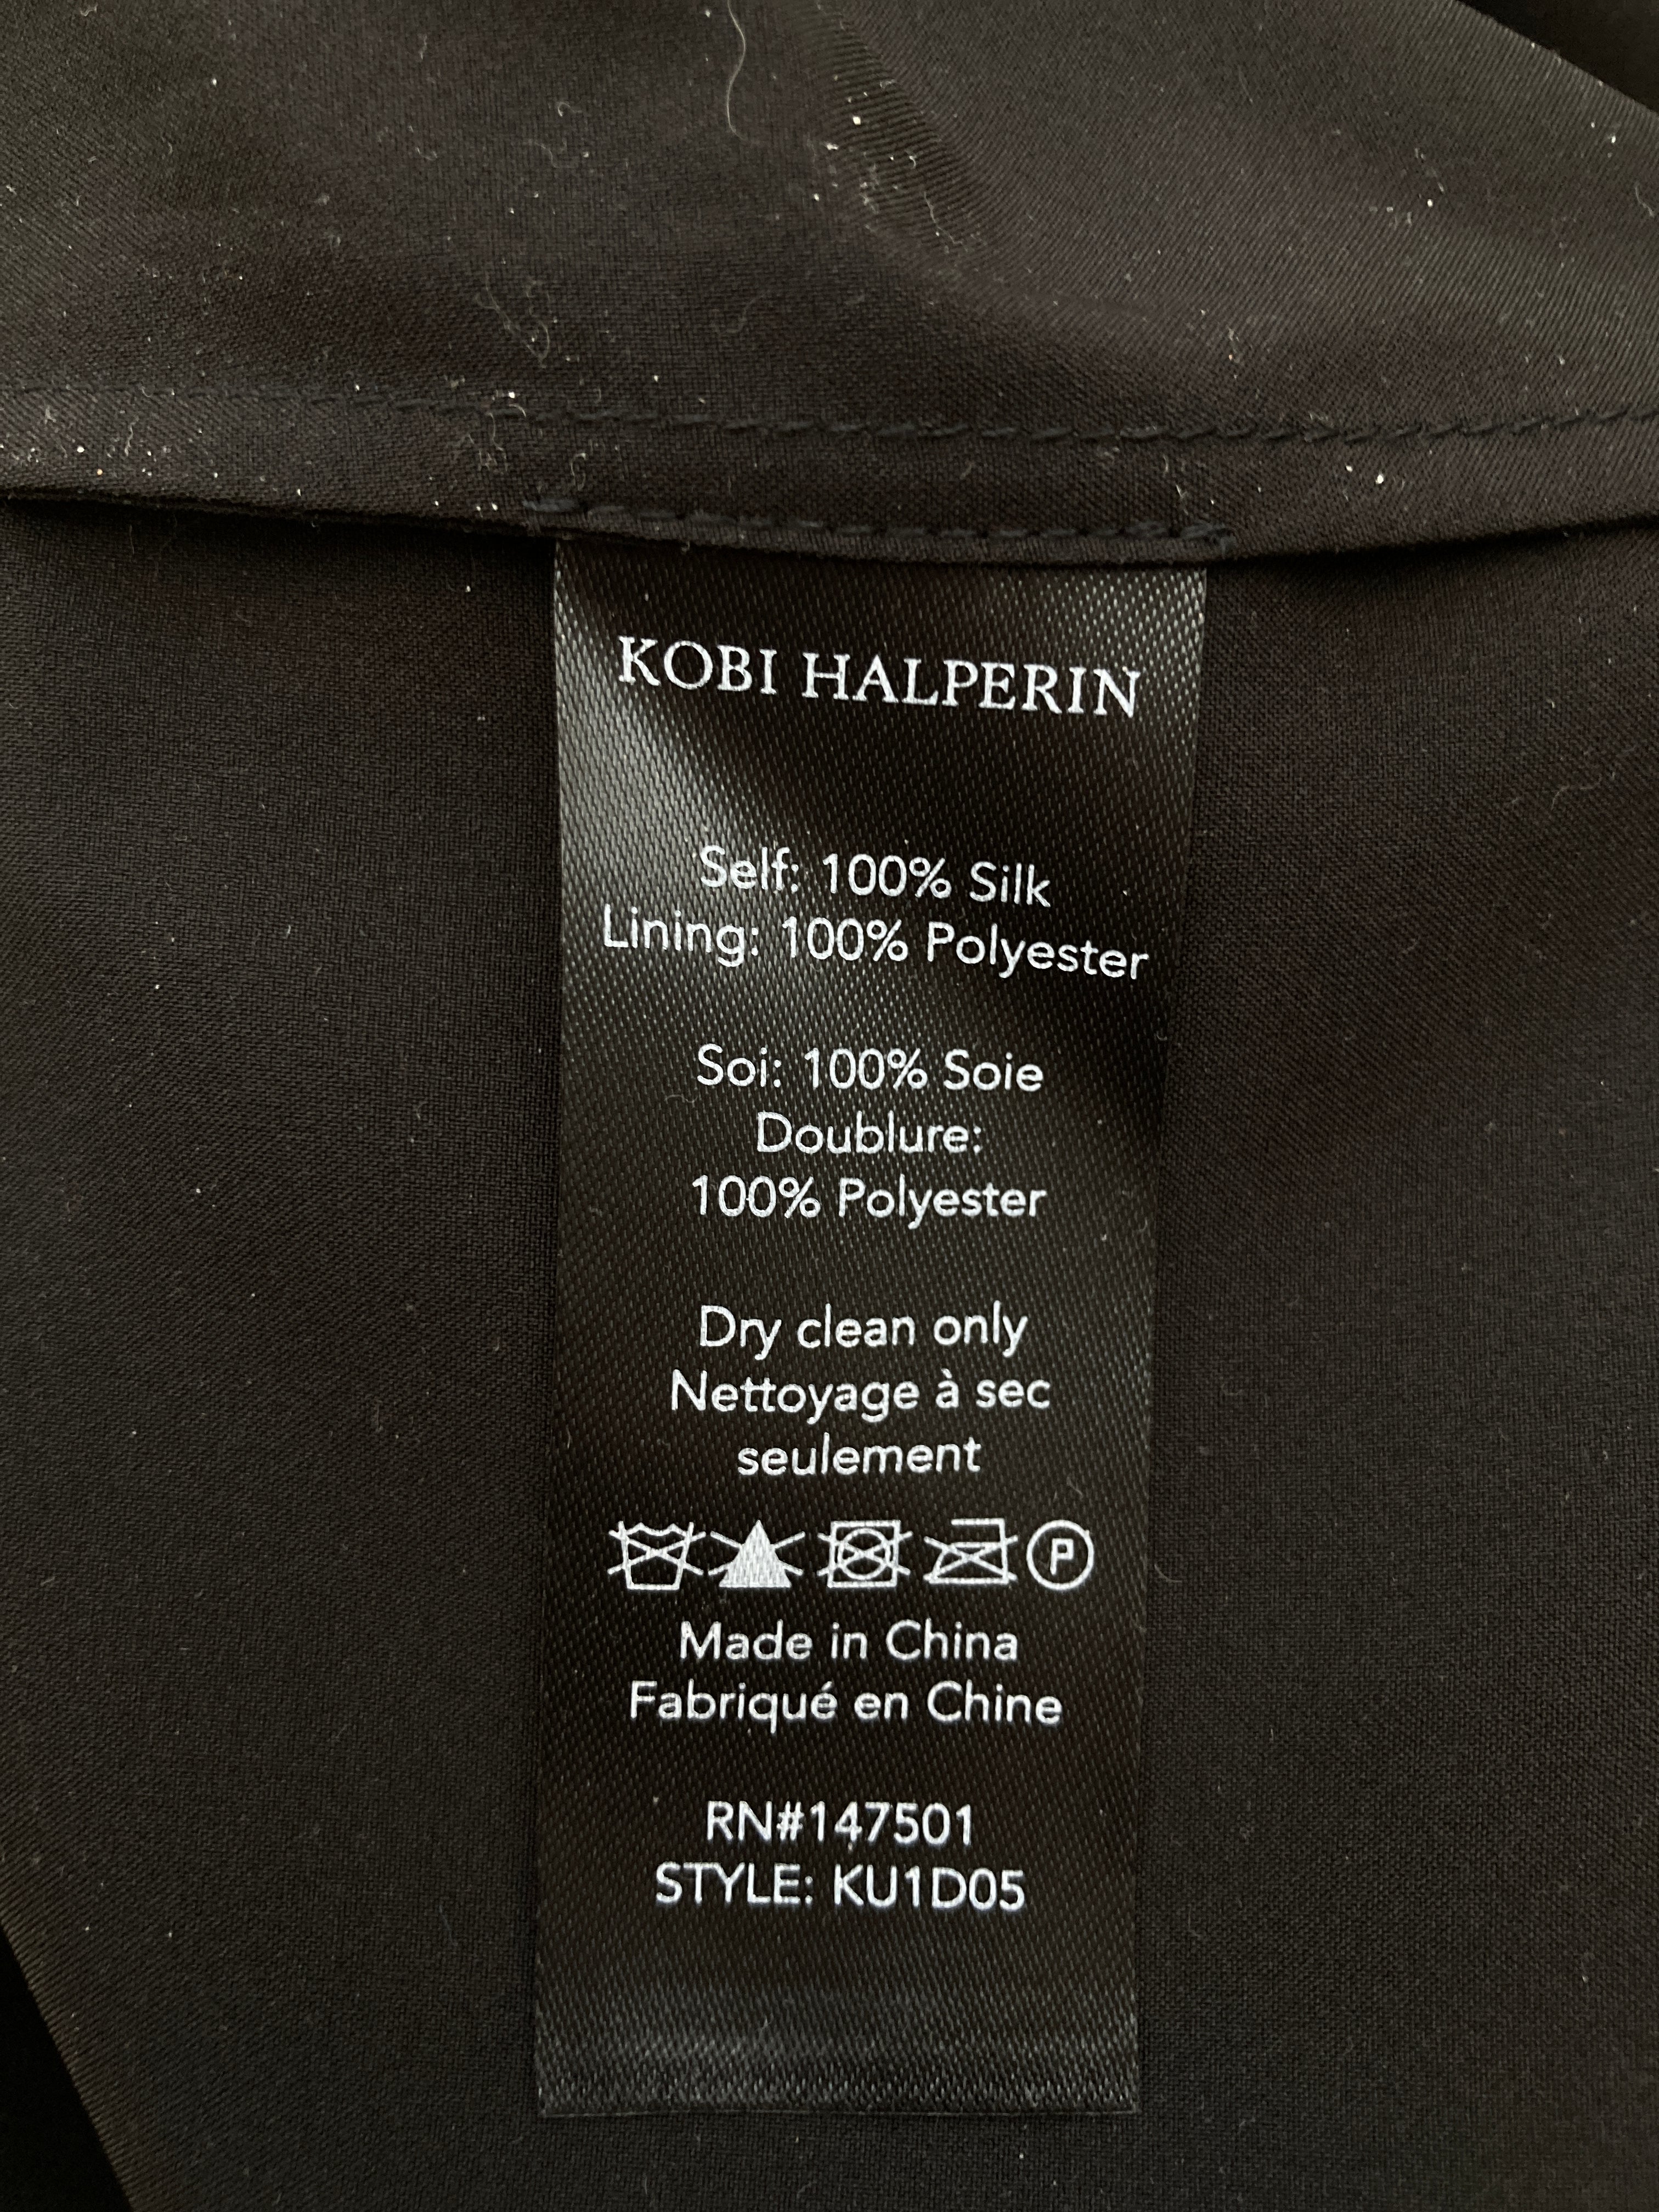 KOBI HALPERIN
Self: 100% Silk
Lining: 100% Polyester
Soi: 100% Soie
Doublure:
100% Polyester
Dry clean only
Nettoyage à sec
seulement
P
Made in China
Fabriqué en Chine
RN#147501
STYLE: KU1D05